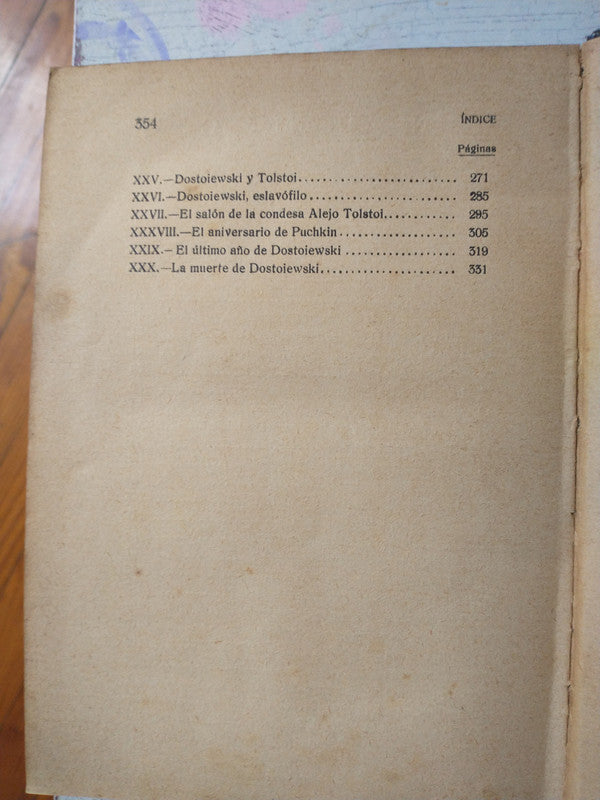 354 ÍNDICE
Páginas
XXV.—Dostoiewski y Tolstoi........................ 271
XXVI.—Dostoiewski, eslavófilo...................... 285
XXVII.—El salón de la condesa Alejo Tolstoi........... 295
XXXVIII.—El aniversario de Puchkin.................. 305
XXIX.—El último año de Dostoiewski ................. 319
XXX.—La muerte de Dostoiewski..................... 331